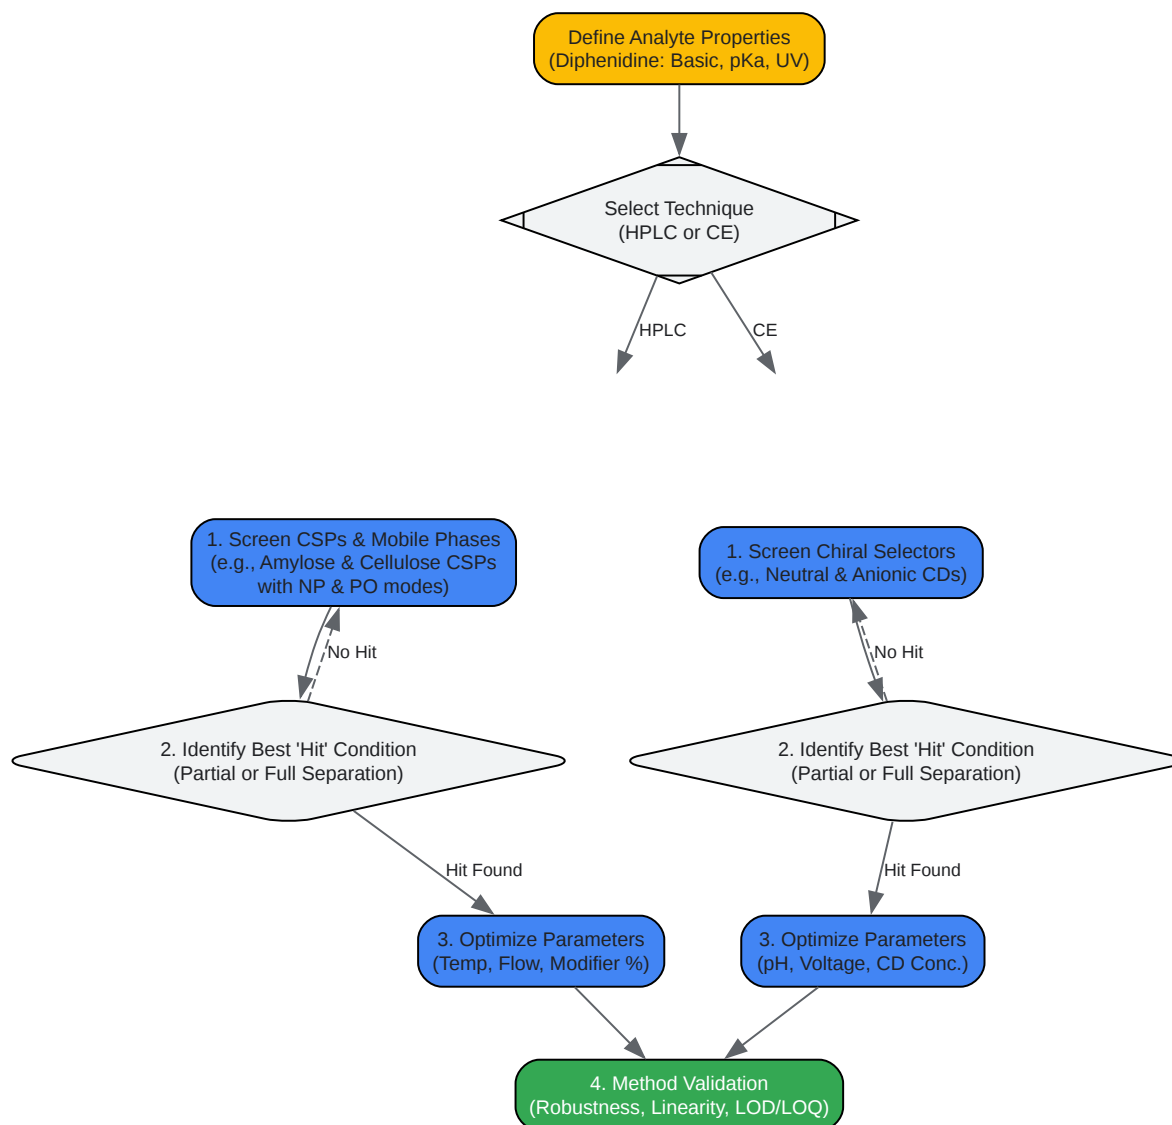 Define Analyte Properties
(Diphenidine: Basic, pKa, UV)
Select Technique
(HPLC or CE)
HPLC
CE
1. Screen CSPs & Mobile Phases
(e.g., Amylose & Cellulose CSPs
with NP & PO modes)
1. Screen Chiral Selectors
(e.g., Neutral & Anionic CDs)
No Hit
No Hit
2. Identify Best 'Hit' Condition
(Partial or Full Separation)
2. Identify Best 'Hit' Condition
(Partial or Full Separation)
Hit Found
Hit Found
3. Optimize Parameters
(Temp, Flow, Modifier %)
3. Optimize Parameters
(pH, Voltage, CD Conc.)
4. Method Validation
(Robustness, Linearity, LOD/LOQ)